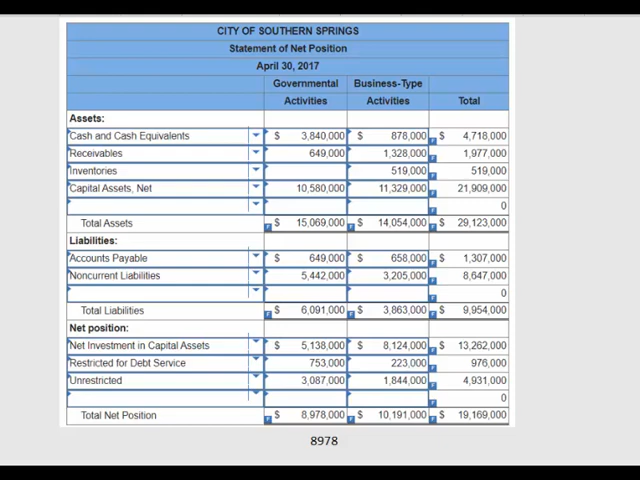 CITY OF SOUTHERN SPRINGS
Statement of Net Position
April 30, 2017
Governmental Business-Type
Activities Activities Total
Assets:
Cash and Cash Equivalents $ 3,840,000 $ 878,000 $ 4,718,000
Receivables 649,000 1,328,000 1,977,000
Inventories 519,000 519,000
Capital Assets, Net 10,580,000 11,329,000 21,909,000
0
Total Assets $ 15,069,000 $ 14,054,000 $ 29,123,000
Liabilities:
Accounts Payable $ 649,000 $ 658,000 $ 1,307,000
Noncurrent Liabilities 5,442,000 3,205,000 8,647,000
0
Total Liabilities $ 6,091,000 $ 3,863,000 $ 9,954,000
Net position:
Net Investment in Capital Assets $ 5,138,000 $ 8,124,000 $ 13,262,000
Restricted for Debt Service 753,000 223,000 976,000
Unrestricted 3,087,000 1,844,000 4,931,000
0
Total Net Position $ 8,978,000 $ 10,191,000 $ 19,169,000
8978